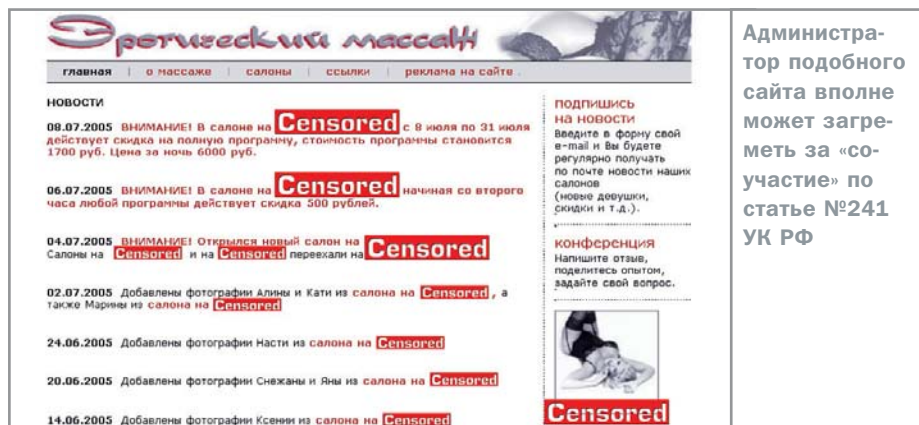 Эротический массаж
главная | о массаже | салоны | ссылки | реклама на сайте .
НОВОСТИ
08.07.2005 ВНИМАНИЕ! В салоне на Censored с 8 июля по 31 июля
действует скидка на полную программу, стоимость программы становится
1700 руб. Цена за ночь 6000 руб.
06.07.2005 ВНИМАНИЕ! В салоне на Censored начиная со второго
часа любой программы действует скидка 500 рублей.
04.07.2005 ВНИМАНИЕ! Открылся новый салон на Censored
Салоны на Censored и на Censored переехали на
02.07.2005 Добавлены фотографии Алины и Кати из салона на Censored, а
также Марины из салона на Censored
24.06.2005 Добавлены фотографии Насти из салона на Censored
20.06.2005 Добавлены фотографии Снежаны и Яны из салона на Censored
14.06.2005 Добавлены фотографии Ксении из салона на Censored
подпишись
на новости
Введите в форму свой
e-mail и Вы будете
регулярно получать
по почте новости наших
салонов
(новые девушки,
скидки и т.д.).
конференция
Напишите отзыв,
поделитесь опытом,
задайте свой вопрос.
Censored
Администра-
тор подобного
сайта вполне
может загре-
меть за «со-
участие» по
статье №241
УК РФ